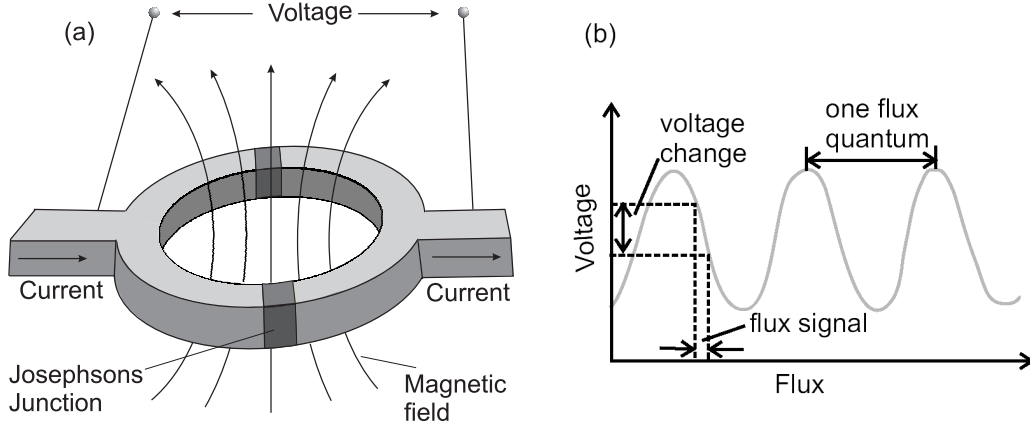 (a)
Voltage
Current
Current
Josephsons
Junction
Magnetic
field
(b)
voltage
change
one flux
quantum
Voltage
flux signal
Flux